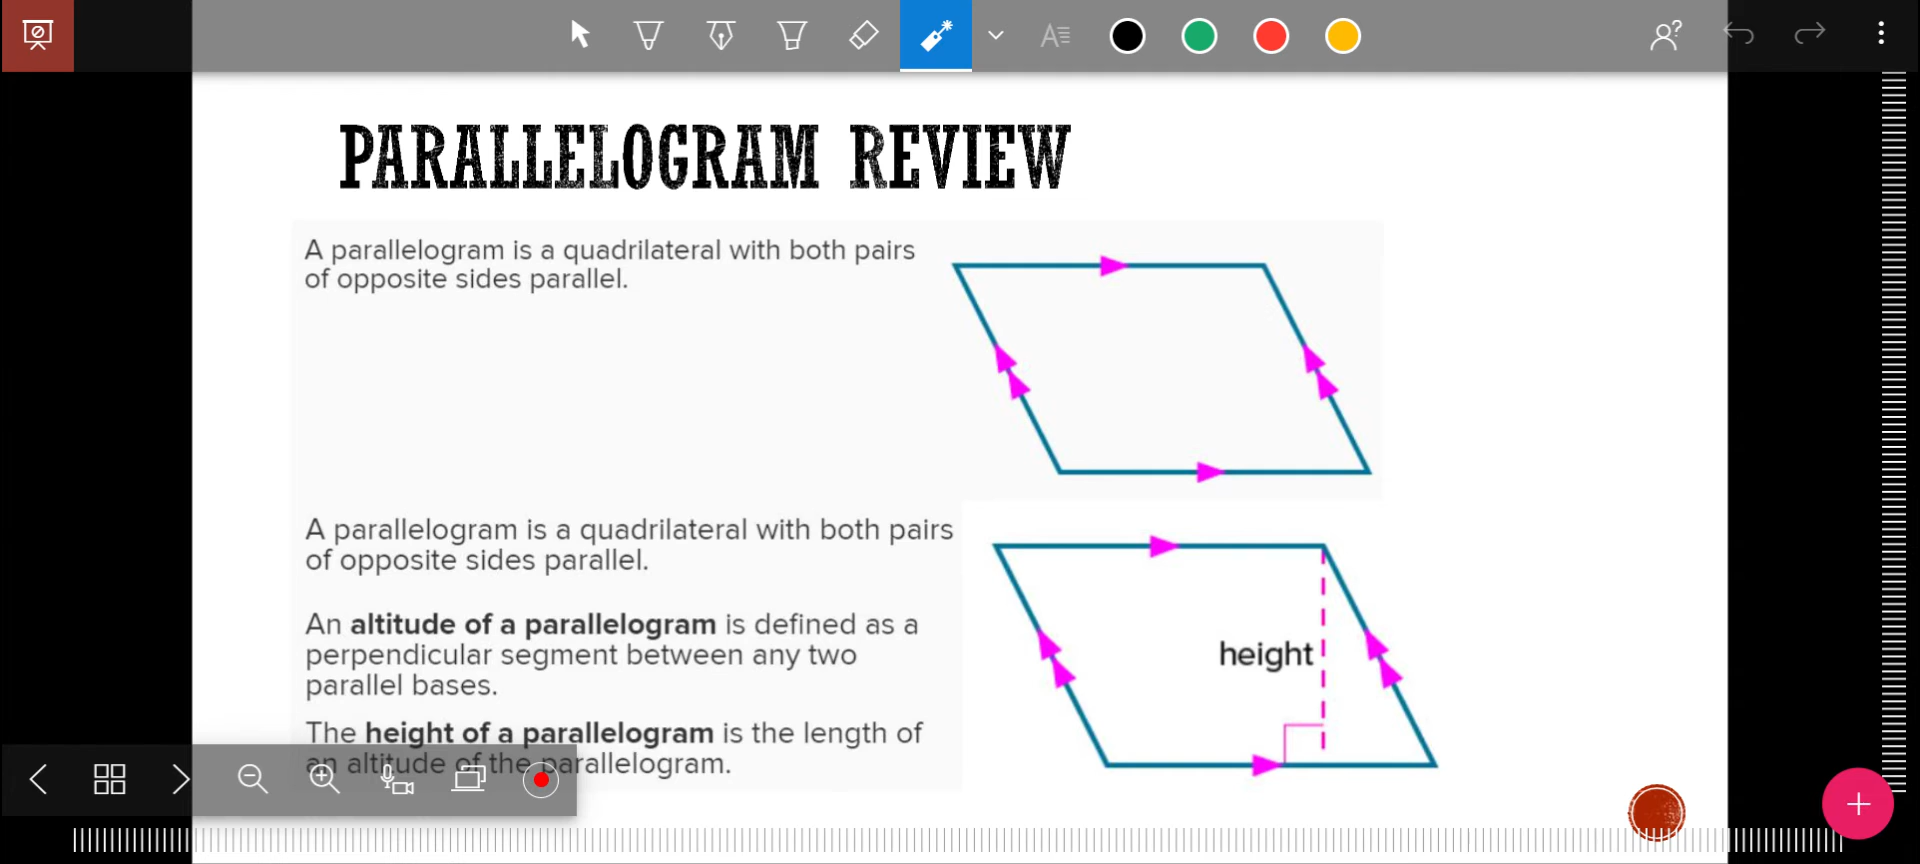 PARALLELOGRAM REVIEW
A parallelogram is a quadrilateral with both pairs
of opposite sides parallel.
A parallelogram is a quadrilateral with both pairs
of opposite sides parallel.
An altitude of a parallelogram is defined as a
perpendicular segment between any two
parallel bases.
The height of a parallelogram is the length of
an altitude of the parallelogram.
height